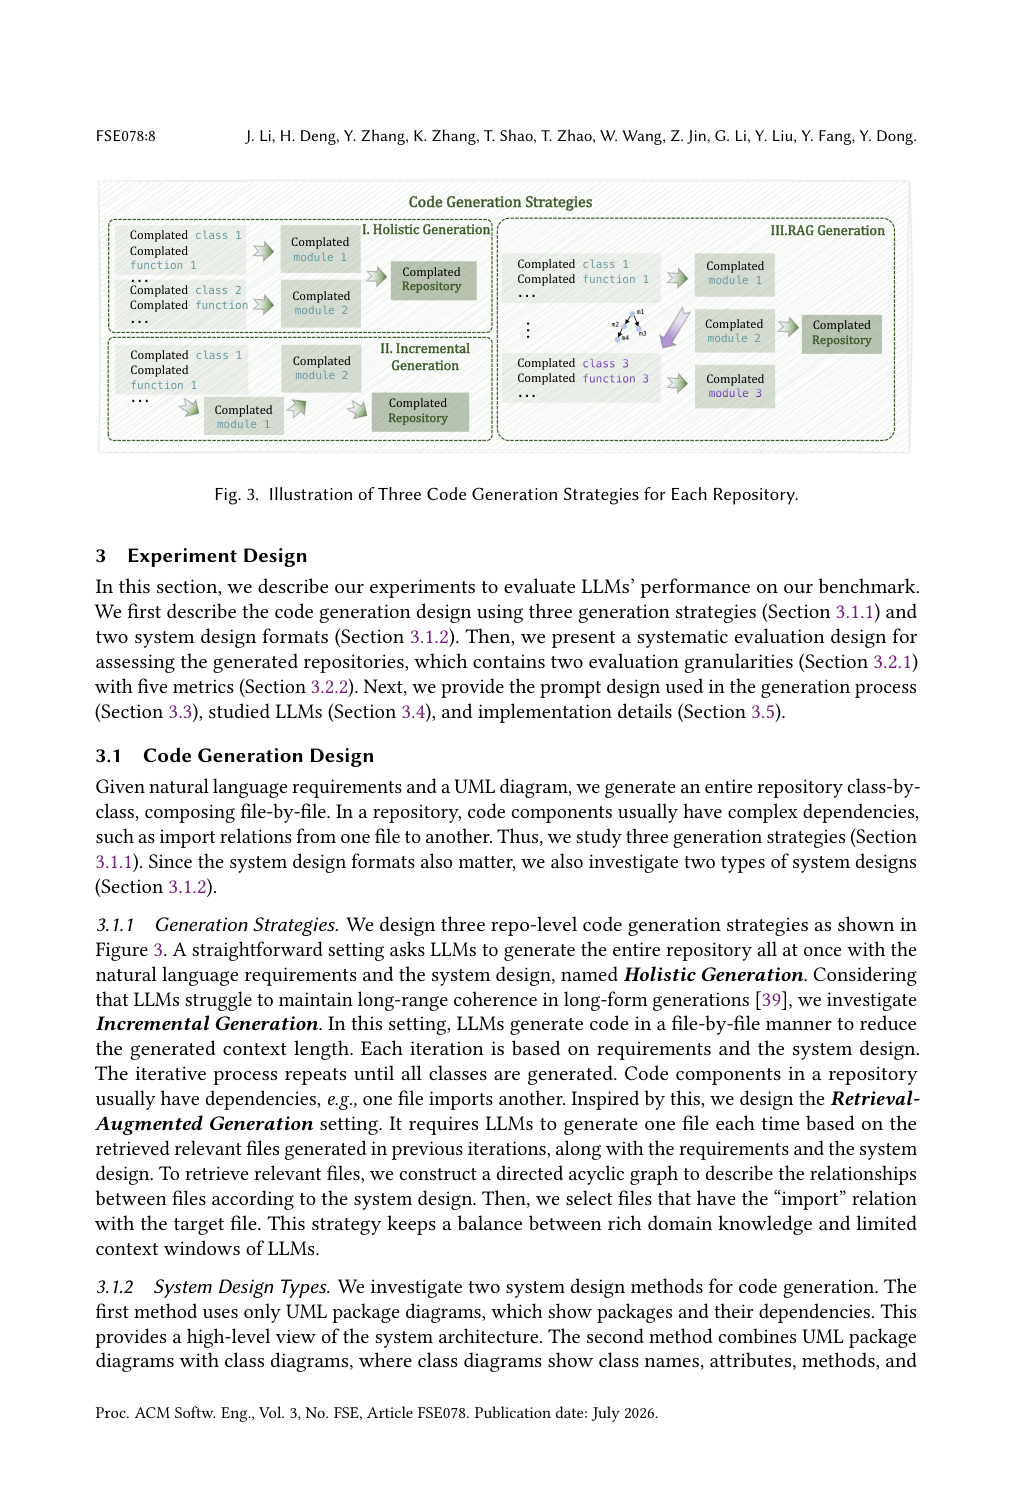 FSE078:8
J. Li, H. Deng, Y. Zhang, K. Zhang, T. Shao, T. Zhao, W. Wang, Z. Jin, G. Li, Y. Liu, Y. Fang, Y. Dong.
Code Generation Strategies
I. Holistic Generation
Complated class 1
Complated
function 1
...
Complated
module 1
Complated class 2
Complated function
...
Complated
module 2
Complated
Repository
II. Incremental
Generation
Complated class 1
Complated
function 1
...
Complated
module 1
Complated
module 2
Complated
Repository
III.RAG Generation
Complated class 1
Complated function 1
...
Complated
module 1
⋮
m1
m2
m3
m4
Complated
module 2
Complated
Repository
Complated class 3
Complated function 3
...
Complated
module 3
Fig. 3. Illustration of Three Code Generation Strategies for Each Repository.
3 Experiment Design
In this section, we describe our experiments to evaluate LLMs' performance on our benchmark.
We first describe the code generation design using three generation strategies (Section 3.1.1) and
two system design formats (Section 3.1.2). Then, we present a systematic evaluation design for
assessing the generated repositories, which contains two evaluation granularities (Section 3.2.1)
with five metrics (Section 3.2.2). Next, we provide the prompt design used in the generation process
(Section 3.3), studied LLMs (Section 3.4), and implementation details (Section 3.5).
3.1 Code Generation Design
Given natural language requirements and a UML diagram, we generate an entire repository class-by-
class, composing file-by-file. In a repository, code components usually have complex dependencies,
such as import relations from one file to another. Thus, we study three generation strategies (Section
3.1.1). Since the system design formats also matter, we also investigate two types of system designs
(Section 3.1.2).
3.1.1 Generation Strategies. We design three repo-level code generation strategies as shown in
Figure 3. A straightforward setting asks LLMs to generate the entire repository all at once with the
natural language requirements and the system design, named Holistic Generation. Considering
that LLMs struggle to maintain long-range coherence in long-form generations [39], we investigate
Incremental Generation. In this setting, LLMs generate code in a file-by-file manner to reduce
the generated context length. Each iteration is based on requirements and the system design.
The iterative process repeats until all classes are generated. Code components in a repository
usually have dependencies, e.g., one file imports another. Inspired by this, we design the Retrieval-
Augmented Generation setting. It requires LLMs to generate one file each time based on the
retrieved relevant files generated in previous iterations, along with the requirements and the system
design. To retrieve relevant files, we construct a directed acyclic graph to describe the relationships
between files according to the system design. Then, we select files that have the “import” relation
with the target file. This strategy keeps a balance between rich domain knowledge and limited
context windows of LLMs.
3.1.2 System Design Types. We investigate two system design methods for code generation. The
first method uses only UML package diagrams, which show packages and their dependencies. This
provides a high-level view of the system architecture. The second method combines UML package
diagrams with class diagrams, where class diagrams show class names, attributes, methods, and
Proc. ACM Softw. Eng., Vol. 3, No. FSE, Article FSE078. Publication date: July 2026.